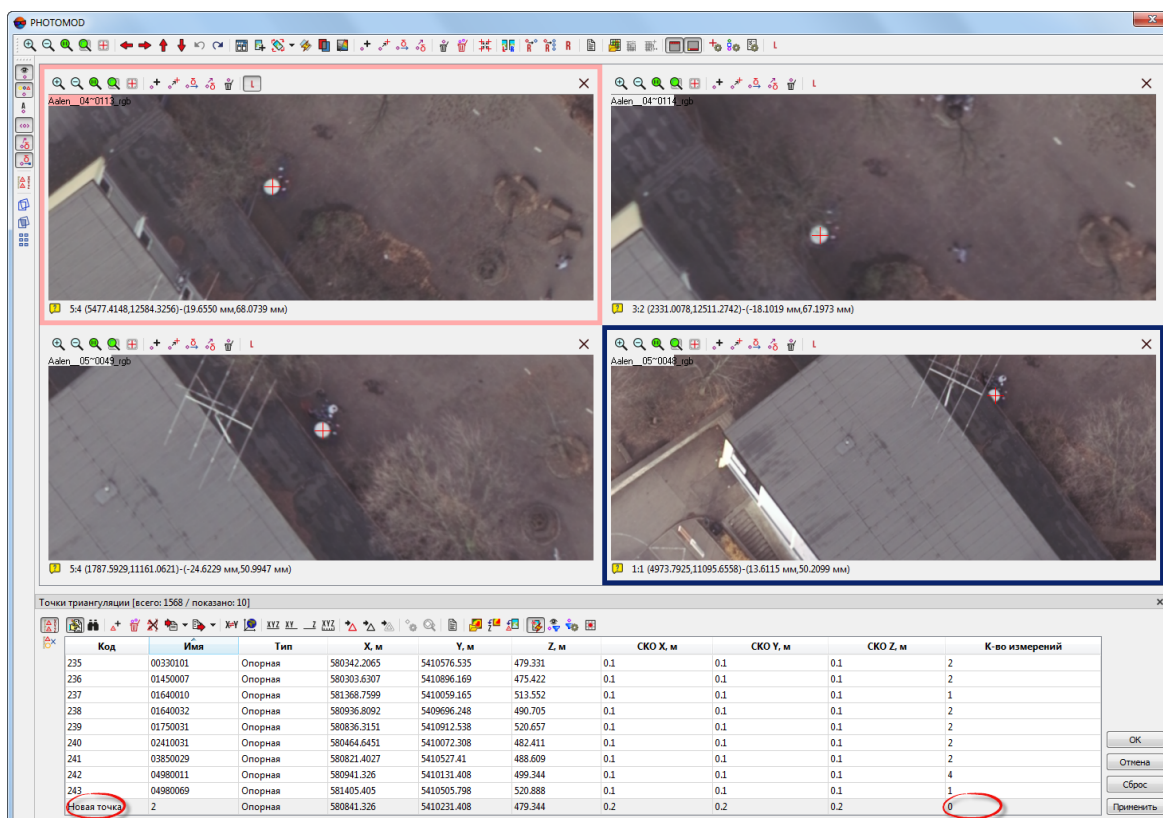 PHOTOMOD
Aalen__04~0113_rgb
5:4 (5477.4148,12584.3256)-(19.6550 мм,68.0739 мм)
Aalen__04~0114_rgb
3:2 (2331.0078,12511.2742)-(-18.1019 мм,67.1973 мм)
Aalen__05~0049_rgb
5:4 (1787.5929,11161.0621)-(-24.6229 мм,50.9947 мм)
Aalen__05~0048_rgb
1:1 (4973.7925,11095.6558)-(13.6115 мм,50.2099 мм)
Точки триангуляции [всего: 1568 / показано: 10]
Код Имя Тип X, м Y, м Z, м СКО X, м СКО Y, м СКО Z, м К-во измерений
235 00330101 Опорная 580342.2065 5410576.535 479.331 0.1 0.1 0.1 2
236 01450007 Опорная 580303.6307 5410896.169 475.422 0.1 0.1 0.1 2
237 01640010 Опорная 581368.7599 5410059.165 513.552 0.1 0.1 0.1 1
238 01640032 Опорная 580936.8092 5409696.248 490.705 0.1 0.1 0.1 2
239 01750031 Опорная 580836.3151 5410912.538 520.657 0.1 0.1 0.1 2
240 02410031 Опорная 580464.6451 5410072.308 482.411 0.1 0.1 0.1 2
241 03850029 Опорная 580821.4027 5410527.41 488.609 0.1 0.1 0.1 2
242 04980011 Опорная 580941.326 5410131.408 499.344 0.1 0.1 0.1 4
243 04980069 Опорная 581405.405 5410505.798 520.888 0.1 0.1 0.1 1
Новая точка 2 Опорная 580841.326 5410231.408 479.344 0.2 0.2 0.2 0
ОК
Отмена
Сброс
Применить